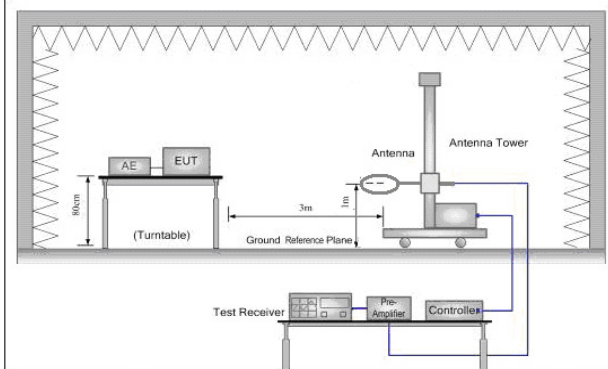 Antenna Tower
Antenna
AE
EUT
80cm
(Turntable)
3m
1m
Ground Reference Plane
Test Receiver
Pre-
Amplifier
Controller